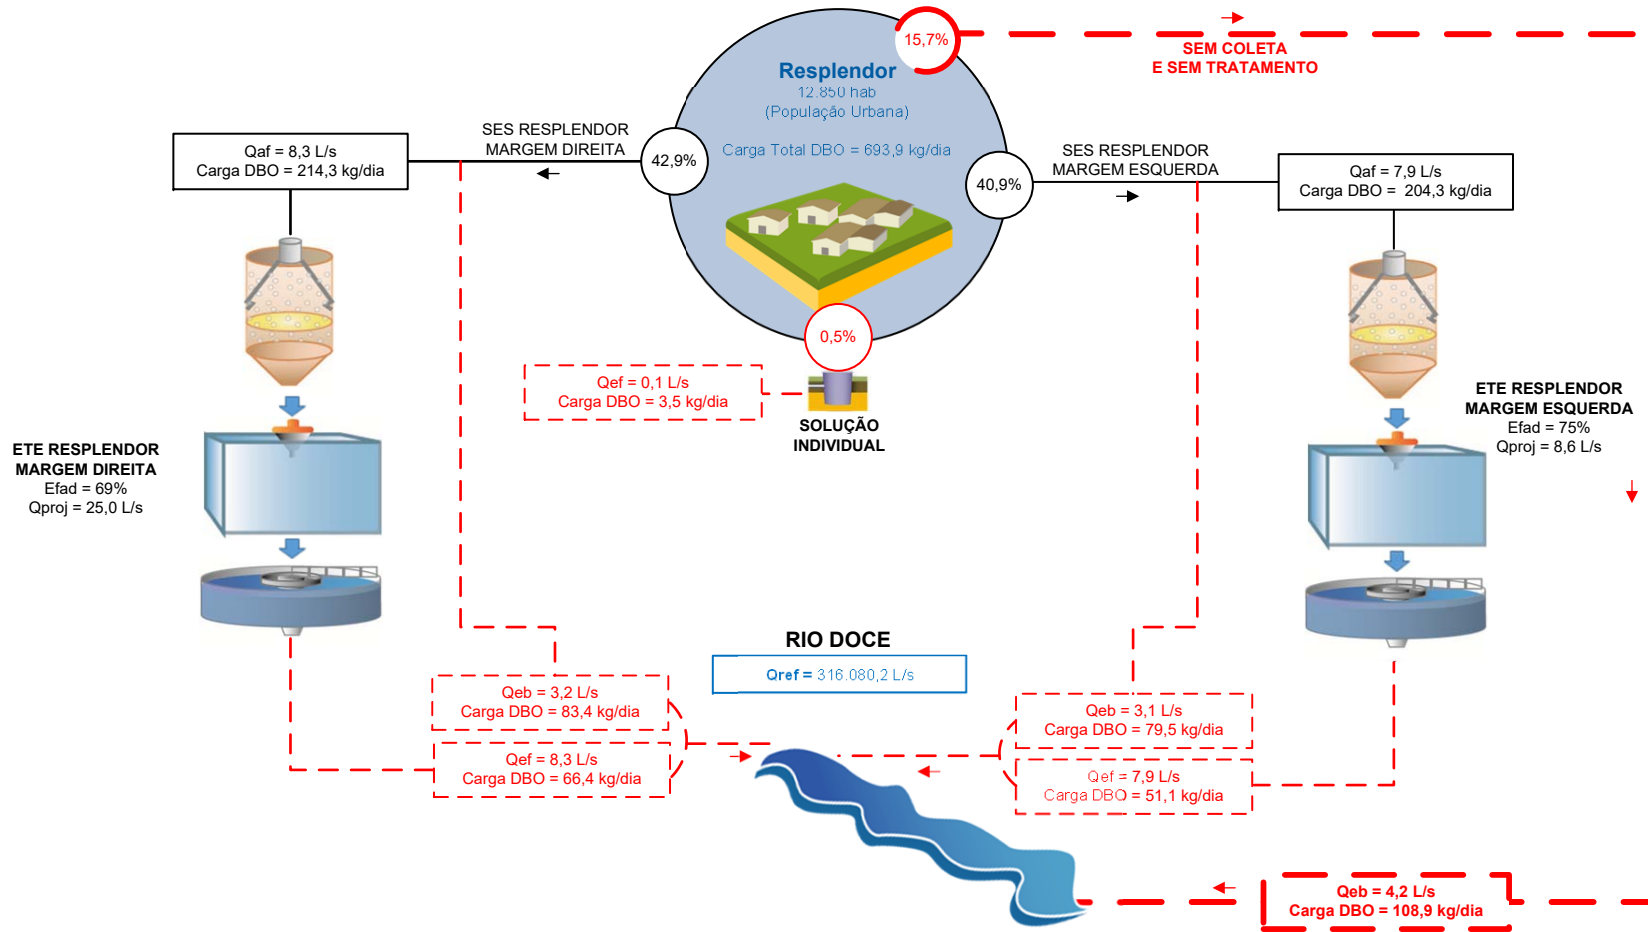 15,7%
SEM COLETA
E SEM TRATAMENTO
Resplendor
12.850 hab
(População Urbana)
Carga Total DBO = 693,9 kg/dia
SES RESPLENDOR
MARGEM DIREITA
42,9%
Qaf = 8,3 L/s
Carga DBO = 214,3 kg/dia
40,9%
SES RESPLENDOR
MARGEM ESQUERDA
Qaf = 7,9 L/s
Carga DBO = 204,3 kg/dia
0,5%
Qef = 0,1 L/s
Carga DBO = 3,5 kg/dia
SOLUÇÃO
INDIVIDUAL
ETE RESPLENDOR
MARGEM DIREITA
Efad = 69%
Qproj = 25,0 L/s
ETE RESPLENDOR
MARGEM ESQUERDA
Efad = 75%
Qproj = 8,6 L/s
RIO DOCE
Qref = 316.080,2 L/s
Qeb = 3,2 L/s
Carga DBO = 83,4 kg/dia
Qef = 8,3 L/s
Carga DBO = 66,4 kg/dia
Qeb = 3,1 L/s
Carga DBO = 79,5 kg/dia
Qef = 7,9 L/s
Carga DBO = 51,1 kg/dia
Qeb = 4,2 L/s
Carga DBO = 108,9 kg/dia